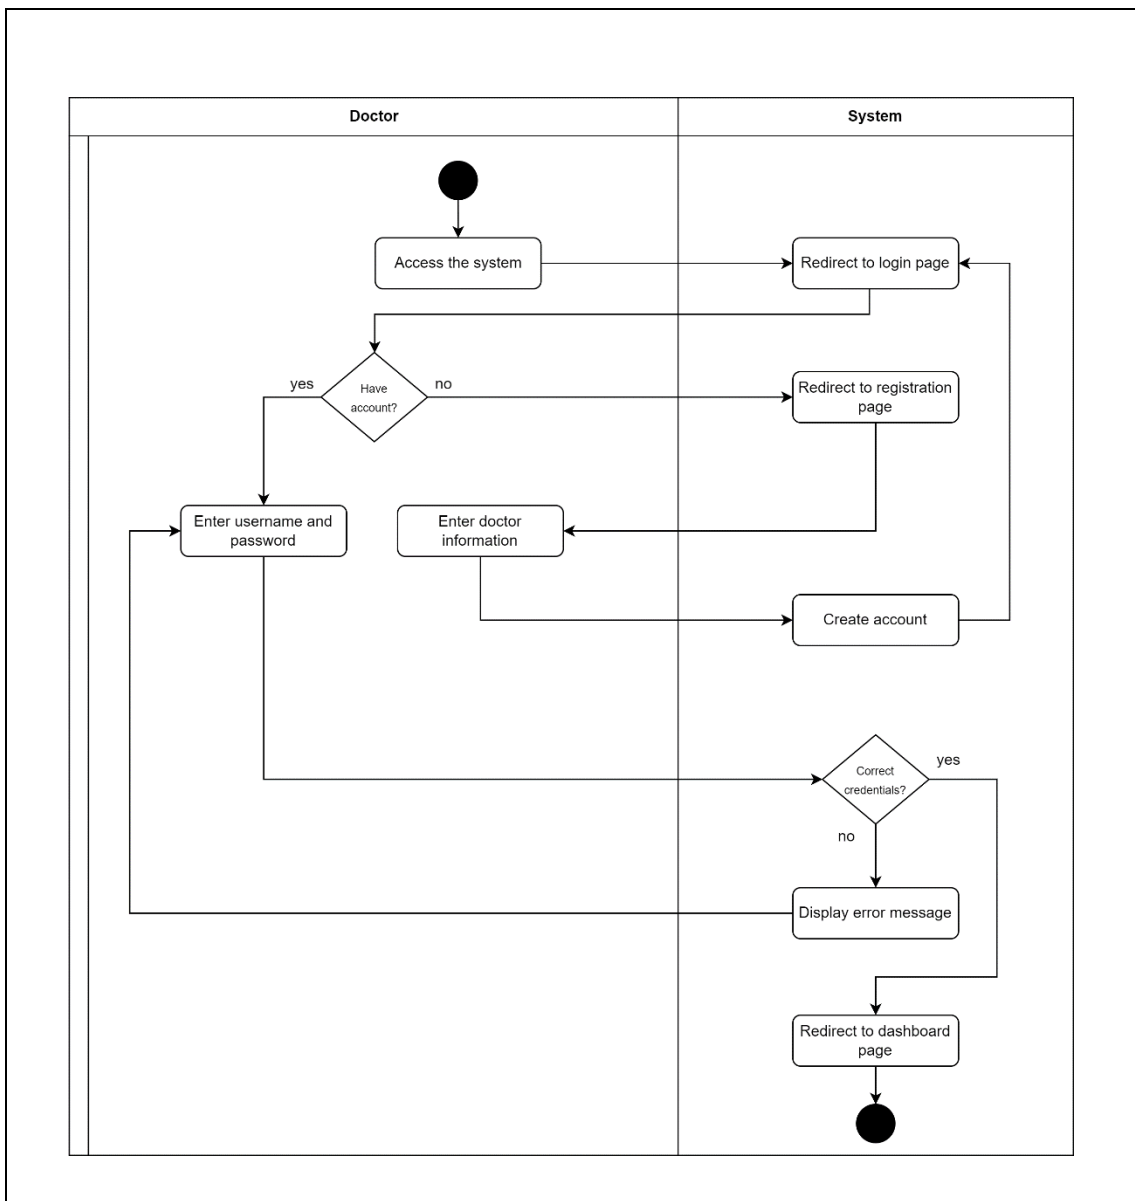 Doctor
System
Access the system
Redirect to login page
yes
Have
account?
no
Redirect to registration
page
Enter username and
password
Enter doctor
information
Create account
Correct
credentials?
yes
no
Display error message
Redirect to dashboard
page